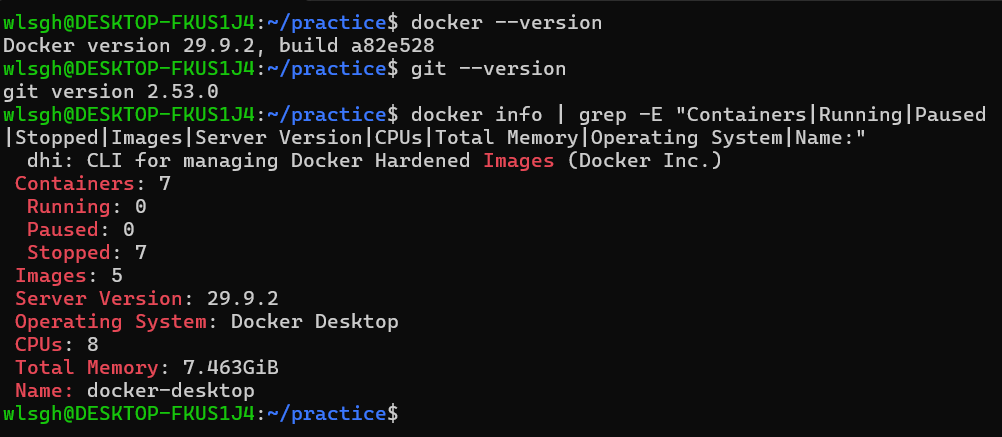 wlsgh@DESKTOP-FKUS1J4:~/practice$ docker --version
Docker version 29.9.2, build a82e528
wlsgh@DESKTOP-FKUS1J4:~/practice$ git --version
git version 2.53.0
wlsgh@DESKTOP-FKUS1J4:~/practice$ docker info | grep -E "Containers|Running|Paused
|Stopped|Images|Server Version|CPUs|Total Memory|Operating System|Name:"
  dhi: CLI for managing Docker Hardened Images (Docker Inc.)
 Containers: 7
  Running: 0
  Paused: 0
  Stopped: 7
 Images: 5
 Server Version: 29.9.2
 Operating System: Docker Desktop
 CPUs: 8
 Total Memory: 7.463GiB
 Name: docker-desktop
wlsgh@DESKTOP-FKUS1J4:~/practice$